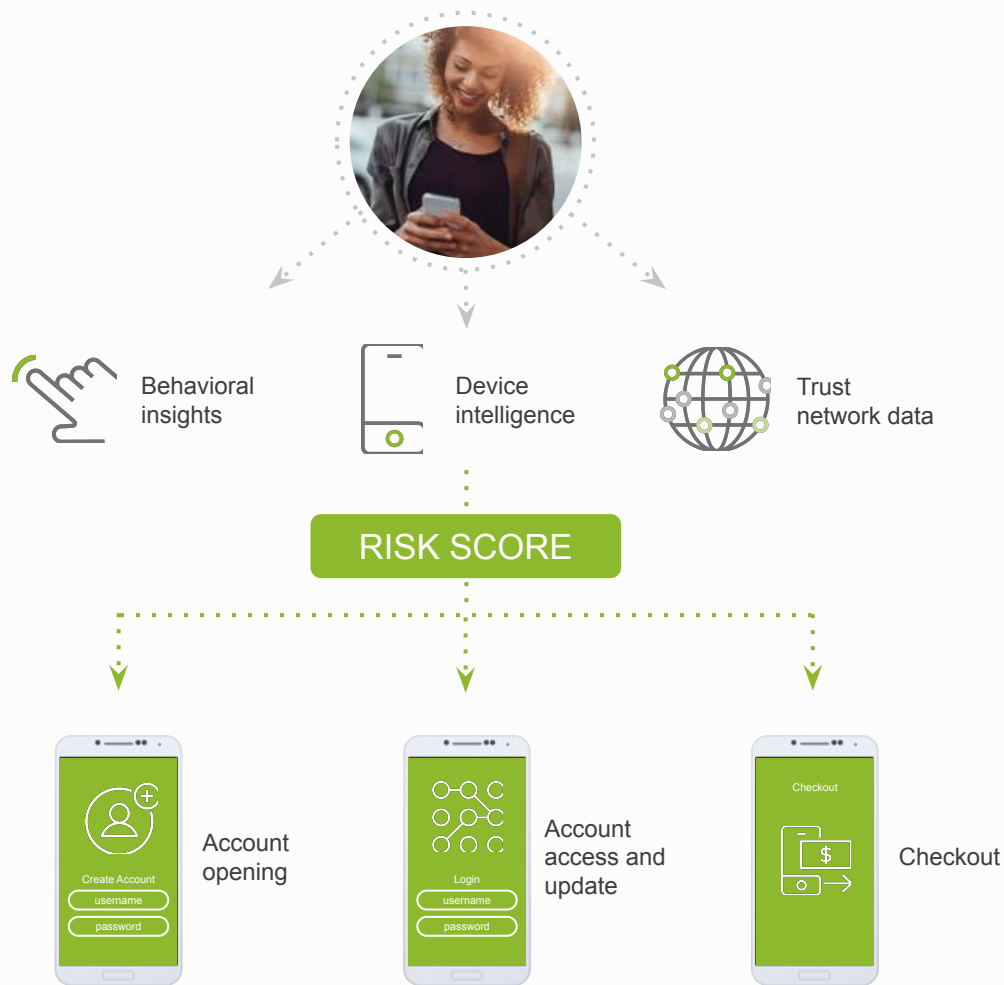 Behavioral
insights
Device
intelligence
Trust
network data
RISK SCORE
Create Account
username
password
Account
opening
Login
username
password
Account
access and
update
Checkout
$
Checkout